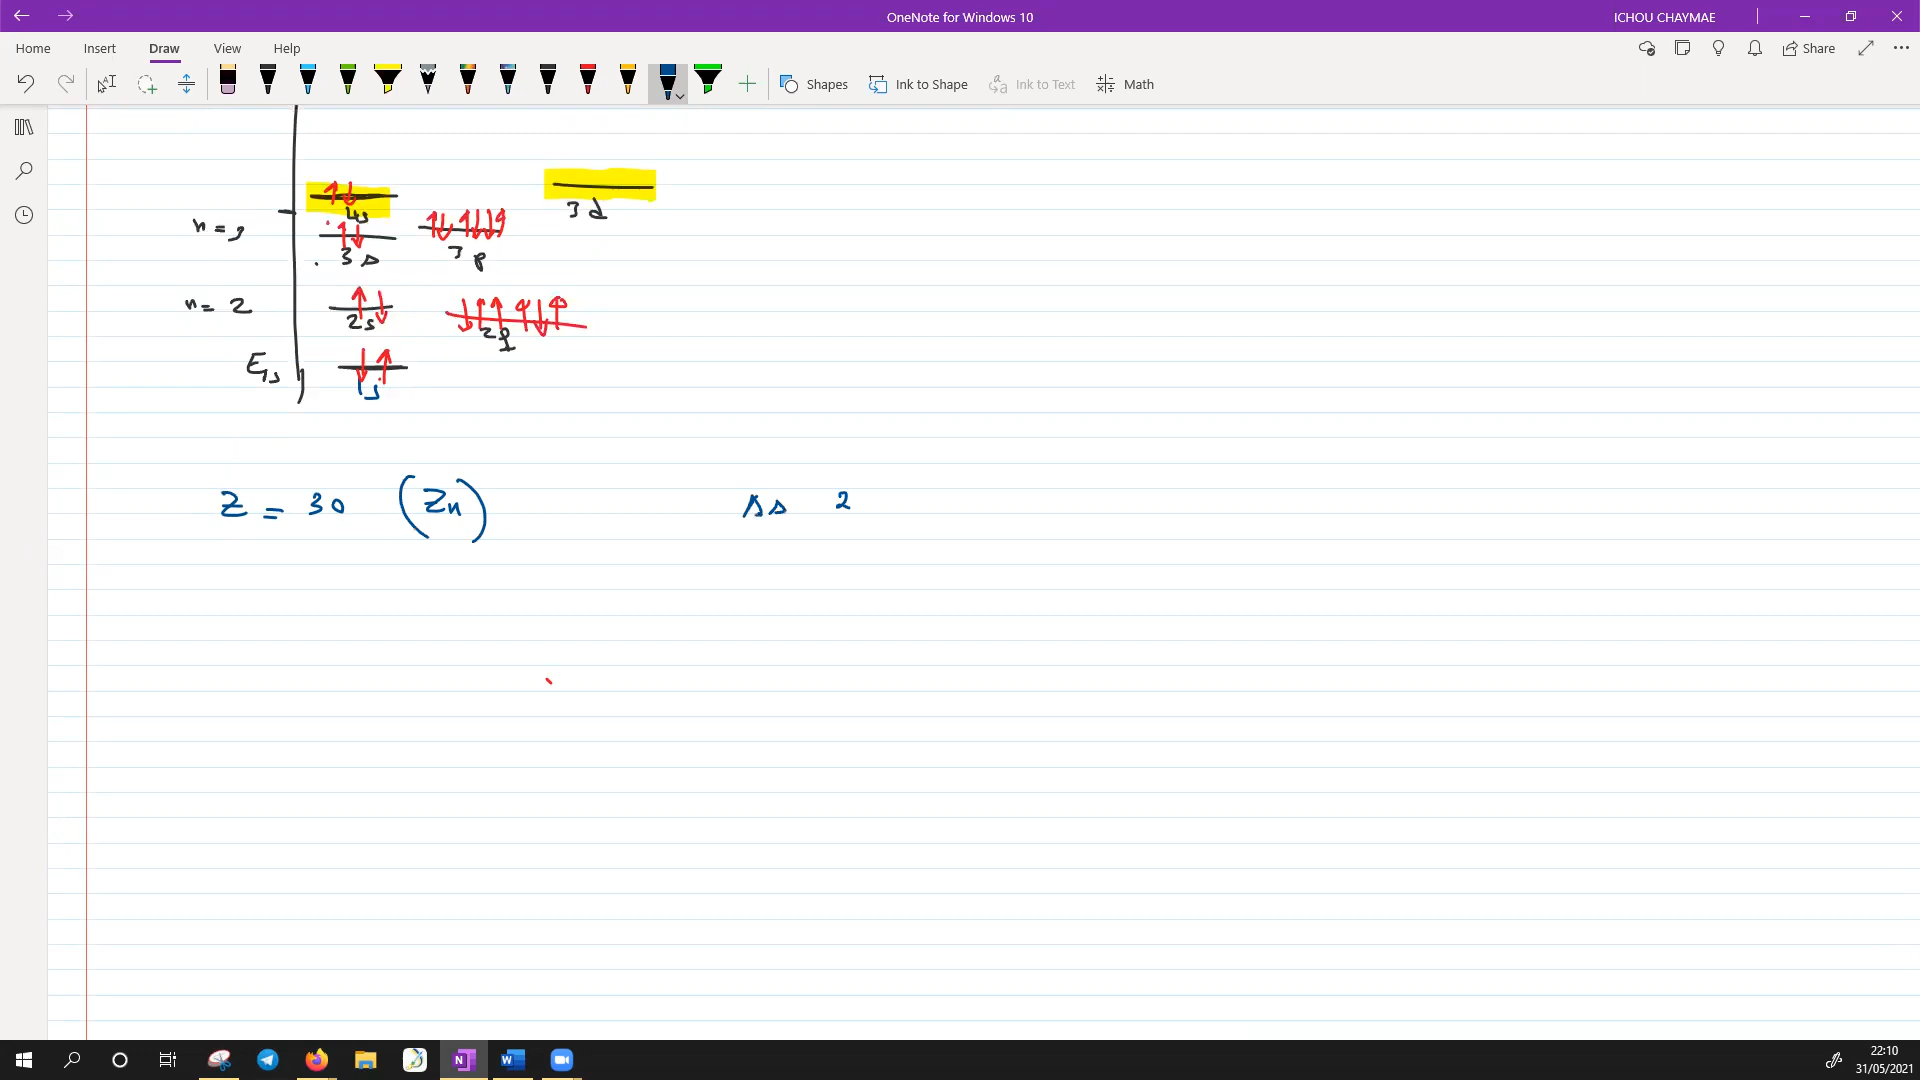 OneNote for Windows 10
ICHOU CHAYMAE
Home Insert Draw View Help
Share
Shapes Ink to Shape Ink to Text Math
4s 3d
n = 3
3s 3p
n = 2
2s 2p
E1s
1s
Z = 30 (Zn) 1s 2
22:10
31/05/2021